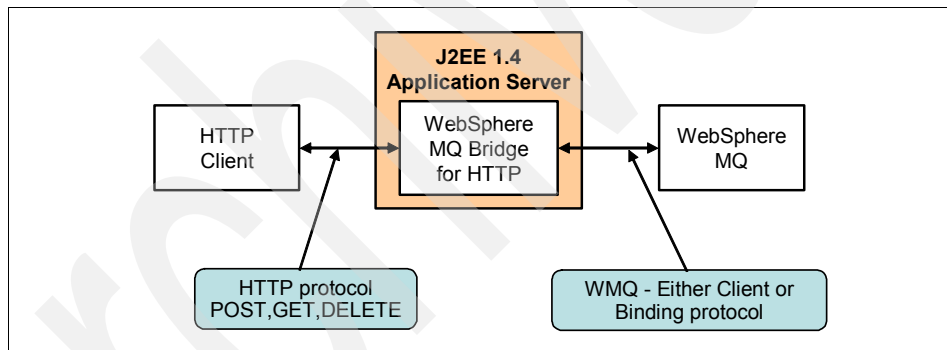 J2EE 1.4
Application Server
HTTP
Client
WebSphere
MQ Bridge
for HTTP
WebSphere
MQ
HTTP protocol
POST,GET,DELETE
WMQ - Either Client or
Binding protocol